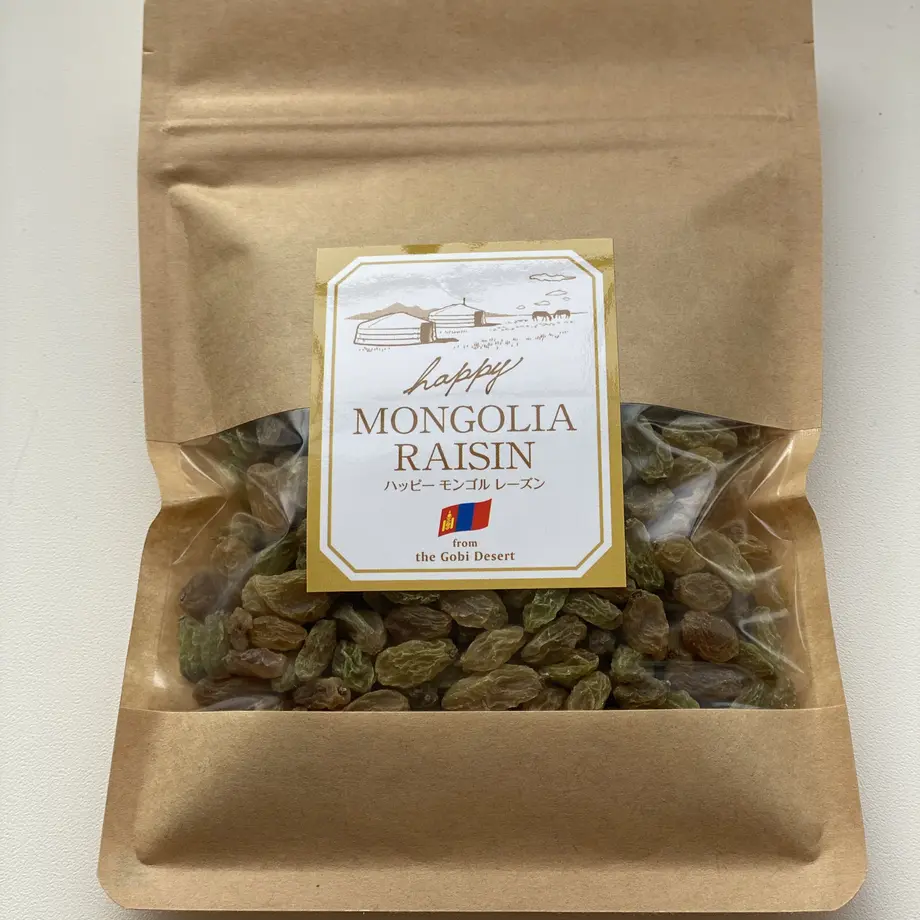 happy
MONGOLIA
RAISIN
ハッピー モンゴル レーズン
from
the Gobi Desert